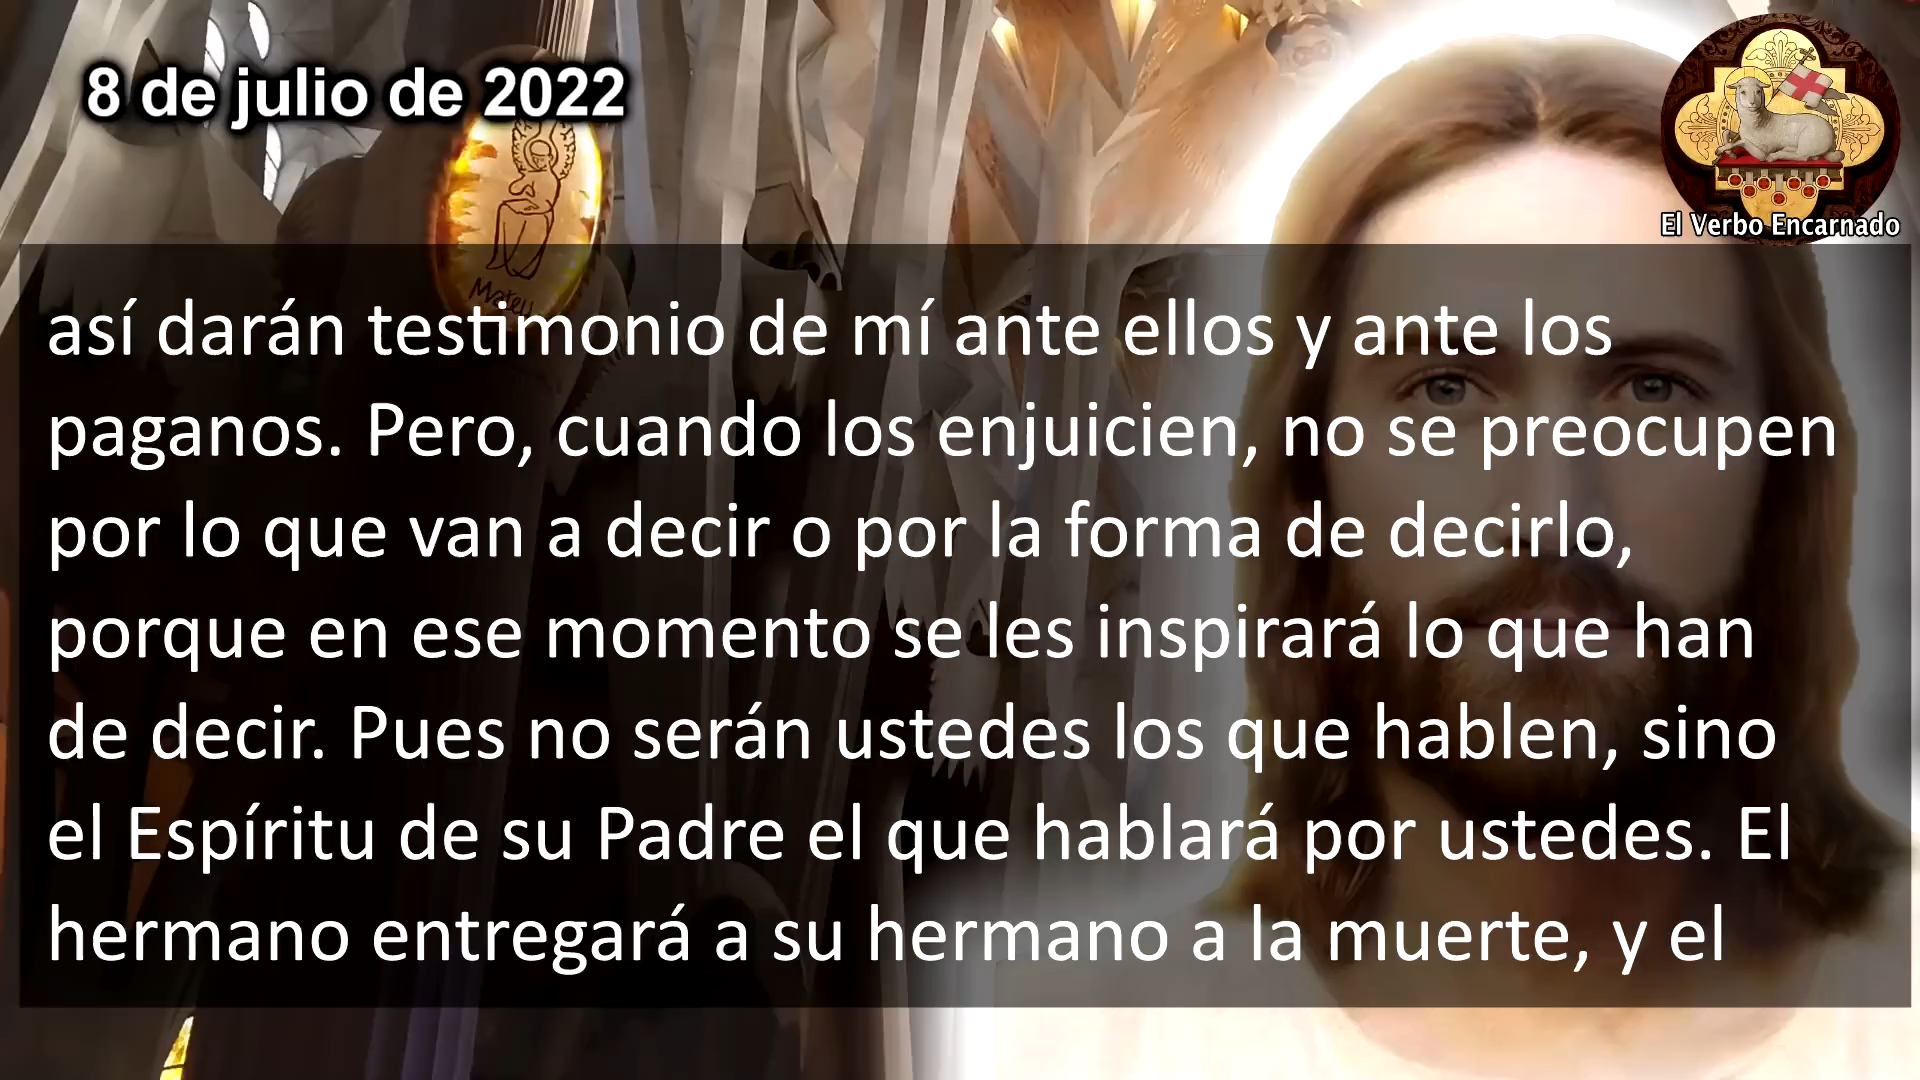 8 de julio de 2022
El Verbo Encarnado
Mateu
así darán testimonio de mí ante ellos y ante los
paganos. Pero, cuando los enjuicien, no se preocupen
por lo que van a decir o por la forma de decirlo,
porque en ese momento se les inspirará lo que han
de decir. Pues no serán ustedes los que hablen, sino
el Espíritu de su Padre el que hablará por ustedes. El
hermano entregará a su hermano a la muerte, y el